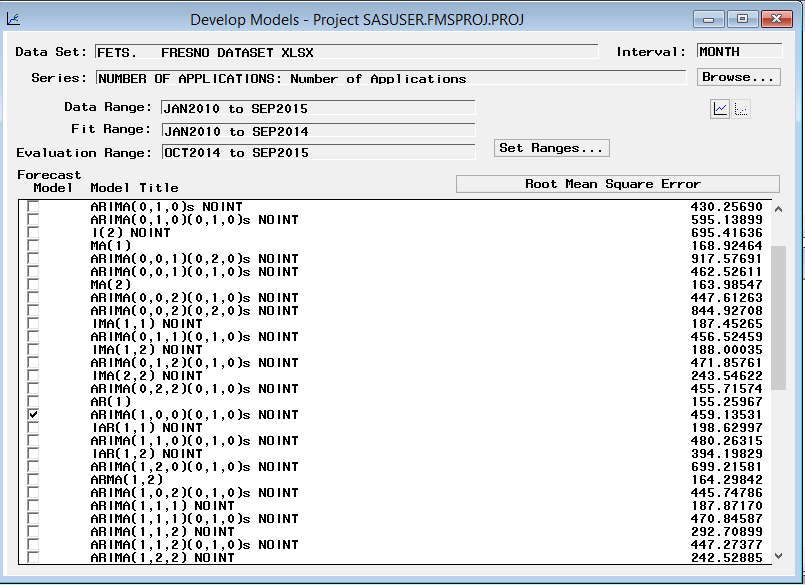 Develop Models - Project SASUSER.FMSPROJ.PROJ
Data Set: FETS. FRESNO DATASET XLSX Interval: MONTH
Series: NUMBER OF APPLICATIONS: Number of Applications Browse...
Data Range: JAN2010 to SEP2015
Fit Range: JAN2010 to SEP2014
Evaluation Range: OCT2014 to SEP2015 Set Ranges...
Forecast
Model Model Title Root Mean Square Error
ARIMA(0,1,0)s NOINT 430.25690
ARIMA(0,1,0)(0,1,0)s NOINT 595.13899
I(2) NOINT 695.41636
MA(1) 168.92464
ARIMA(0,0,1)(0,2,0)s NOINT 917.57691
ARIMA(0,0,1)(0,1,0)s NOINT 462.52611
MA(2) 163.98547
ARIMA(0,0,2)(0,1,0)s NOINT 447.61263
ARIMA(0,0,2)(0,2,0)s NOINT 844.92708
IMA(1,1) NOINT 187.45265
ARIMA(0,1,1)(0,1,0)s NOINT 456.52459
IMA(1,2) NOINT 188.00035
ARIMA(0,1,2)(0,1,0)s NOINT 471.85761
IMA(2,2) NOINT 243.54622
ARIMA(0,2,2)(0,1,0)s NOINT 455.71574
AR(1) 155.25967
ARIMA(1,0,0)(0,1,0)s NOINT 459.13531
IAR(1,1) NOINT 198.62997
ARIMA(1,1,0)(0,1,0)s NOINT 480.26315
IAR(1,2) NOINT 394.19829
ARIMA(1,2,0)(0,1,0)s NOINT 699.21581
ARMA(1,2) 164.29842
ARIMA(1,0,2)(0,1,0)s NOINT 445.74786
ARIMA(1,1,1) NOINT 187.87170
ARIMA(1,1,1)(0,1,0)s NOINT 470.84587
ARIMA(1,1,2) NOINT 292.70899
ARIMA(1,1,2)(0,1,0)s NOINT 447.27377
ARIMA(1,2,2) NOINT 242.52885